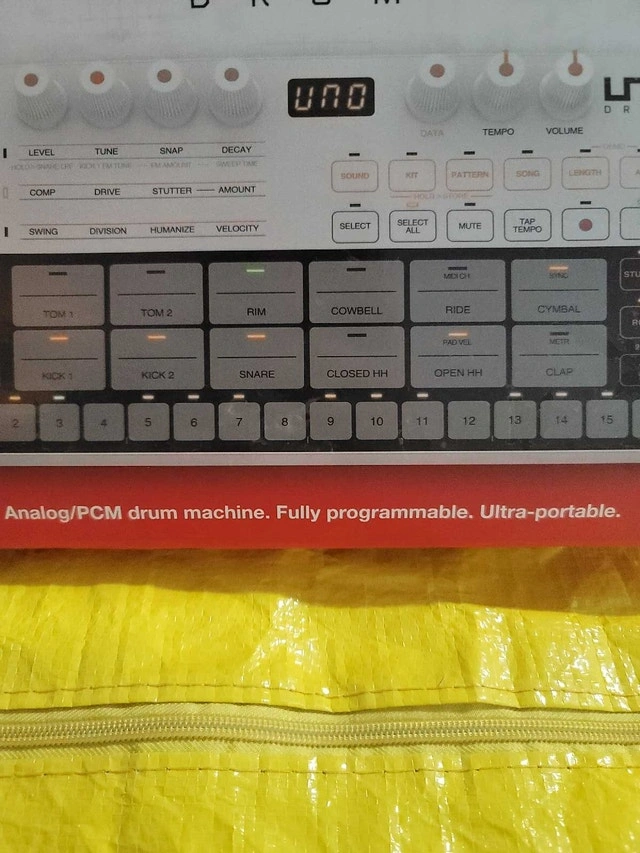 D R U M
UNO
LEVEL TUNE SNAP DECAY
DATA TEMPO VOLUME
D R
COMP DRIVE STUTTER AMOUNT
SOUND KIT PATTERN SONG LENGTH
SWING DIVISION HUMANIZE VELOCITY
SELECT SELECT ALL MUTE TAP TEMPO
MIDI CH SYNC
TOM 1 TOM 2 RIM COWBELL RIDE CYMBAL
PAD VEL METR
KICK 1 KICK 2 SNARE CLOSED HH OPEN HH CLAP
2 3 4 5 6 7 8 9 10 11 12 13 14 15
Analog/PCM drum machine. Fully programmable. Ultra-portable.